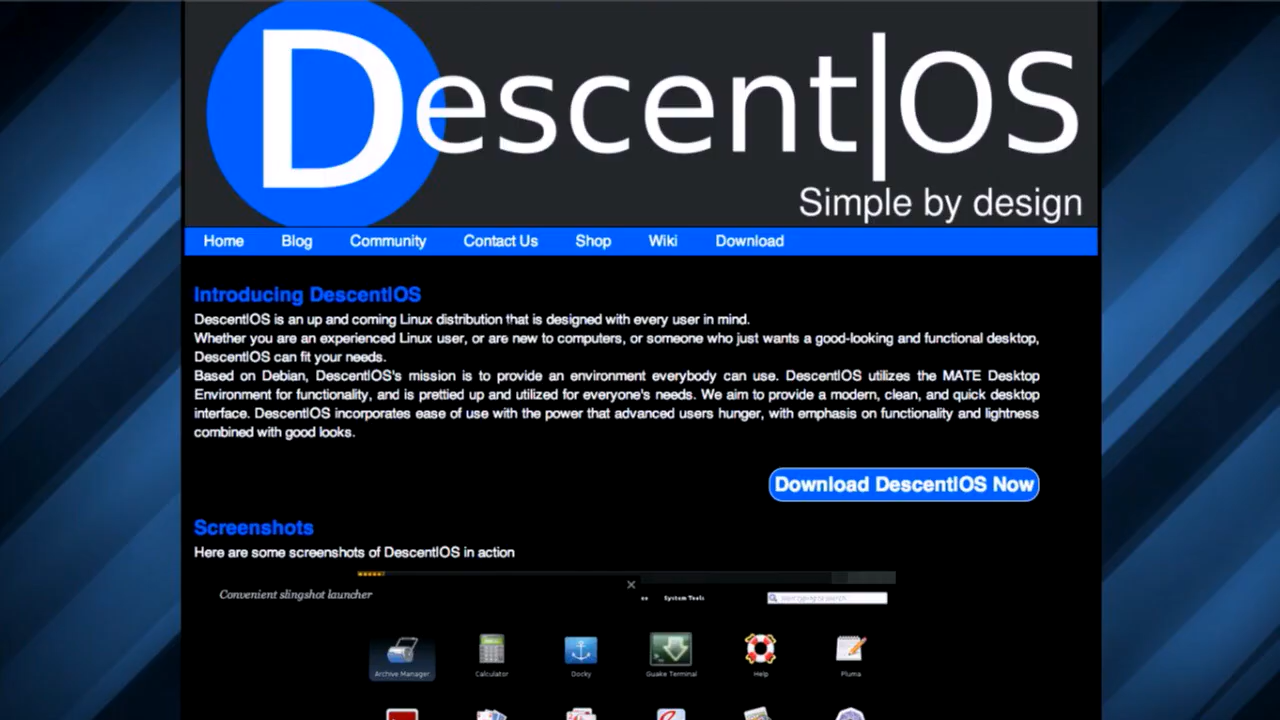 Descent|OS
Simple by design
Home Blog Community Contact Us Shop Wiki Download
Introducing Descent|OS
Descent|OS is an up and coming Linux distribution that is designed with every user in mind.
Whether you are an experienced Linux user, or are new to computers, or someone who just wants a good-looking and functional desktop,
Descent|OS can fit your needs.
Based on Debian, Descent|OS's mission is to provide an environment everybody can use. Descent|OS utilizes the MATE Desktop
Environment for functionality, and is prettied up and utilized for everyone's needs. We aim to provide a modern, clean, and quick desktop
interface. Descent|OS incorporates ease of use with the power that advanced users hunger, with emphasis on functionality and lightness
combined with good looks.
Download Descent|OS Now
Screenshots
Here are some screenshots of Descent|OS in action
Convenient slingshot launcher
System Tools
Archive Manager Calculator Docky Guake Terminal Help Pluma